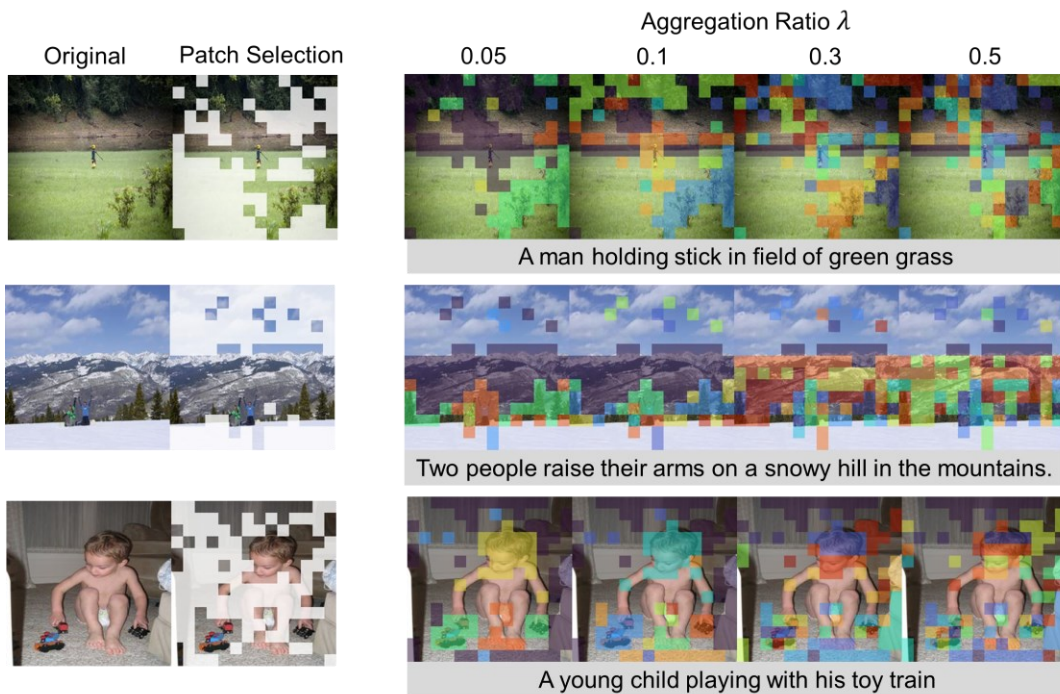 Aggregation Ratio λ
Original Patch Selection 0.05 0.1 0.3 0.5
A man holding stick in field of green grass
Two people raise their arms on a snowy hill in the mountains.
A young child playing with his toy train